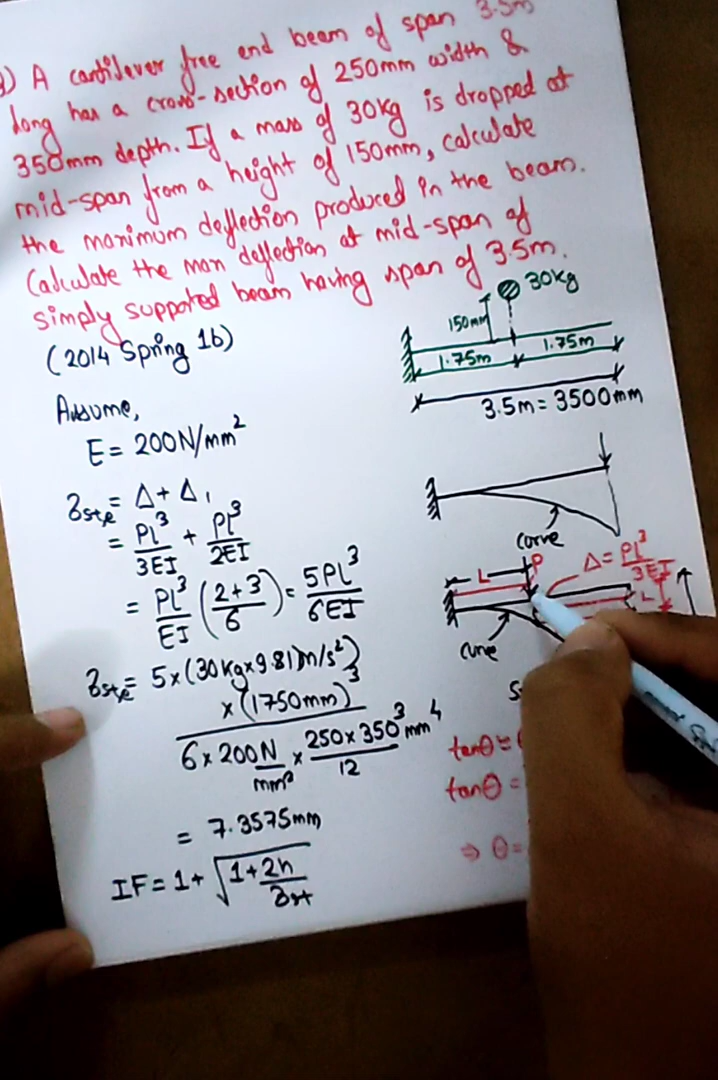 ) A cantilever free end beam of span 3.5m
long has a cross-section of 250mm width &
350mm depth. If a mass of 30kg is dropped at
mid-span from a height of 150mm, calculate
the maximum deflection produced in the beam.
Calculate the max deflection at mid-span of
simply supported beam having span of 3.5m.
(2014 Spring 1b)
30kg
150mm
1.75m
1.75m
3.5m = 3500mm
Assume,
E = 200N/mm²
δstₑ = Δ + Δ₁
= Pl³/3EI + Pl³/2EI
= Pl³/EI (2+3/6) = 5Pl³/6EI
curve
L
P
Δ = Pl³/3EI
L
curve
δstₑ = 5×(30kg×9.81)m/s²)
×(1750mm)³
6×200N/mm² × 250×350³/12 mm⁴
= 7.3575mm
IF = 1+ √1+2h/δst
tanθ =
tanθ =
⇒ θ =